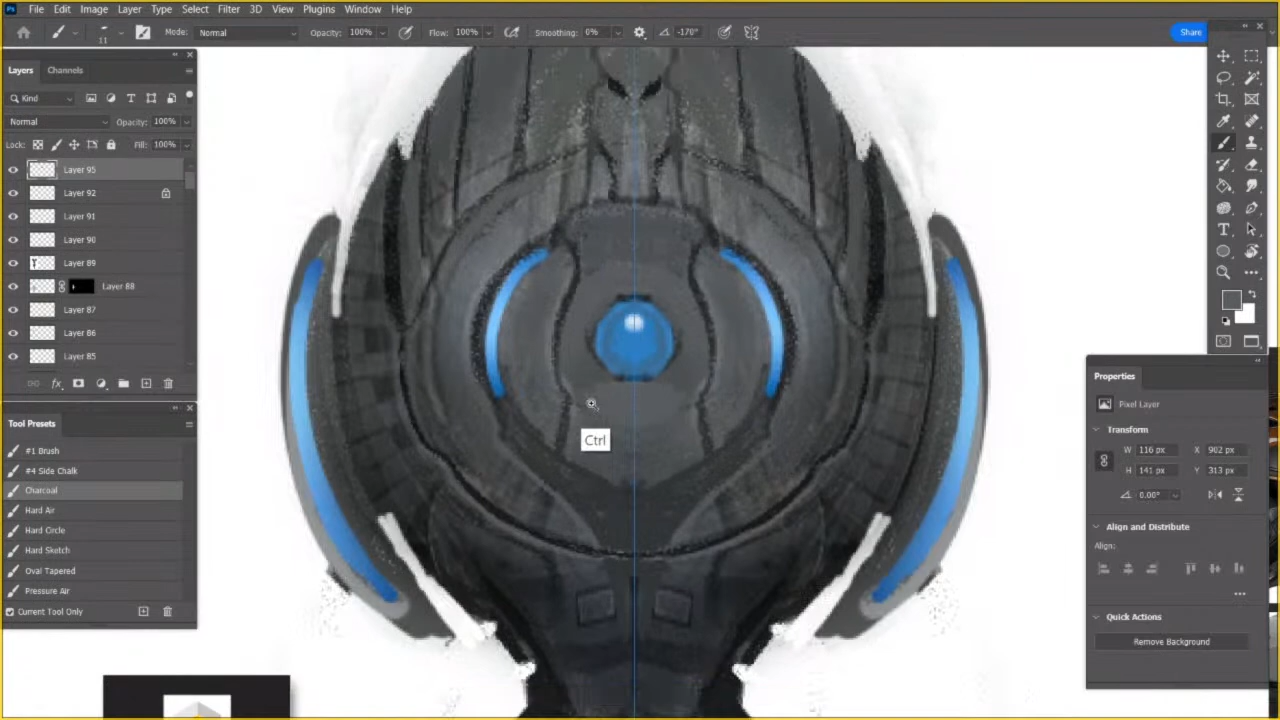 Ps File Edit Image Layer Type Select Filter 3D View Plugins Window Help
11 Mode: Normal Opacity: 100% Flow: 100% Smoothing: 0% -170° Share
Layers Channels
Kind
Normal Opacity: 100%
Lock: Fill: 100%
Layer 95
Layer 92
Layer 91
Layer 90
Layer 89
Layer 88
Layer 87
Layer 86
Layer 85
fx
Tool Presets
#1 Brush
#4 Side Chalk
Charcoal
Hard Air
Hard Circle
Hard Sketch
Oval Tapered
Pressure Air
Current Tool Only
Ctrl
Properties
Pixel Layer
Transform
W 116 px X 902 px
H 141 px Y 313 px
0.00°
Align and Distribute
Align:
Quick Actions
Remove Background